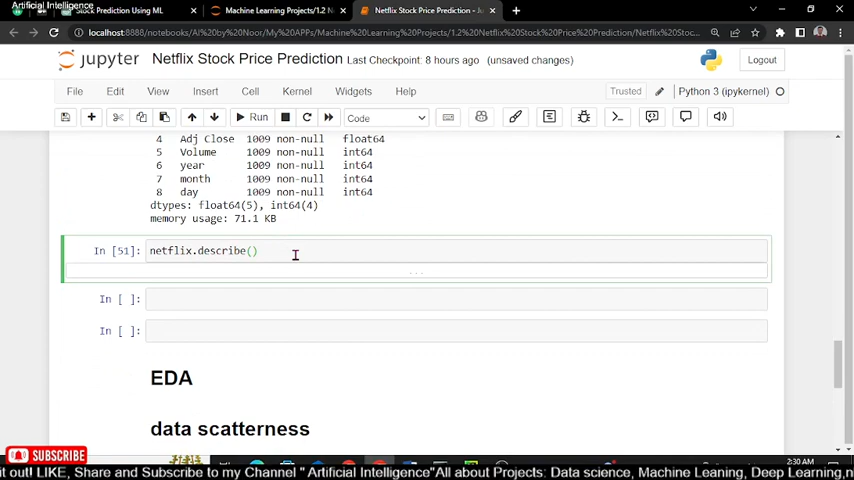 Artificial Intelligence
Stock Prediction Using ML
Machine Learning Projects/1.2 N
Netflix Stock Price Prediction - Ju
localhost:8888/notebooks/AI%20by%20Noor/My%20APPs/Machine%20Learning%20Projects/1.2%20Netflix%20Stock%20Price%20Prediction/Netflix%20Stoc...
jupyter Netflix Stock Price Prediction Last Checkpoint: 8 hours ago (unsaved changes)
Logout
File Edit View Insert Cell Kernel Widgets Help
Trusted Python 3 (ipykernel)
Run Code
4 Adj Close 1009 non-null float64
5 Volume 1009 non-null int64
6 year 1009 non-null int64
7 month 1009 non-null int64
8 day 1009 non-null int64
dtypes: float64(5), int64(4)
memory usage: 71.1 KB
In [51]: netflix.describe()
...
In [ ]:
In [ ]:
EDA
data scatterness
SUBSCRIBE
2:30 AM
it out! LIKE, Share and Subscribe to my Channel " Artificial Intelligence"All about Projects: Data science, Machine Leaning, Deep Learning,n